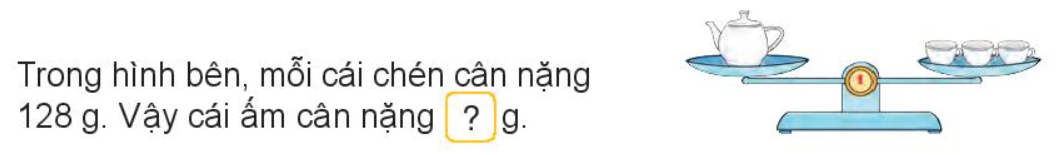 Trong hình bên, mỗi cái chén cân nặng
128 g. Vậy cái ấm cân nặng ? g.